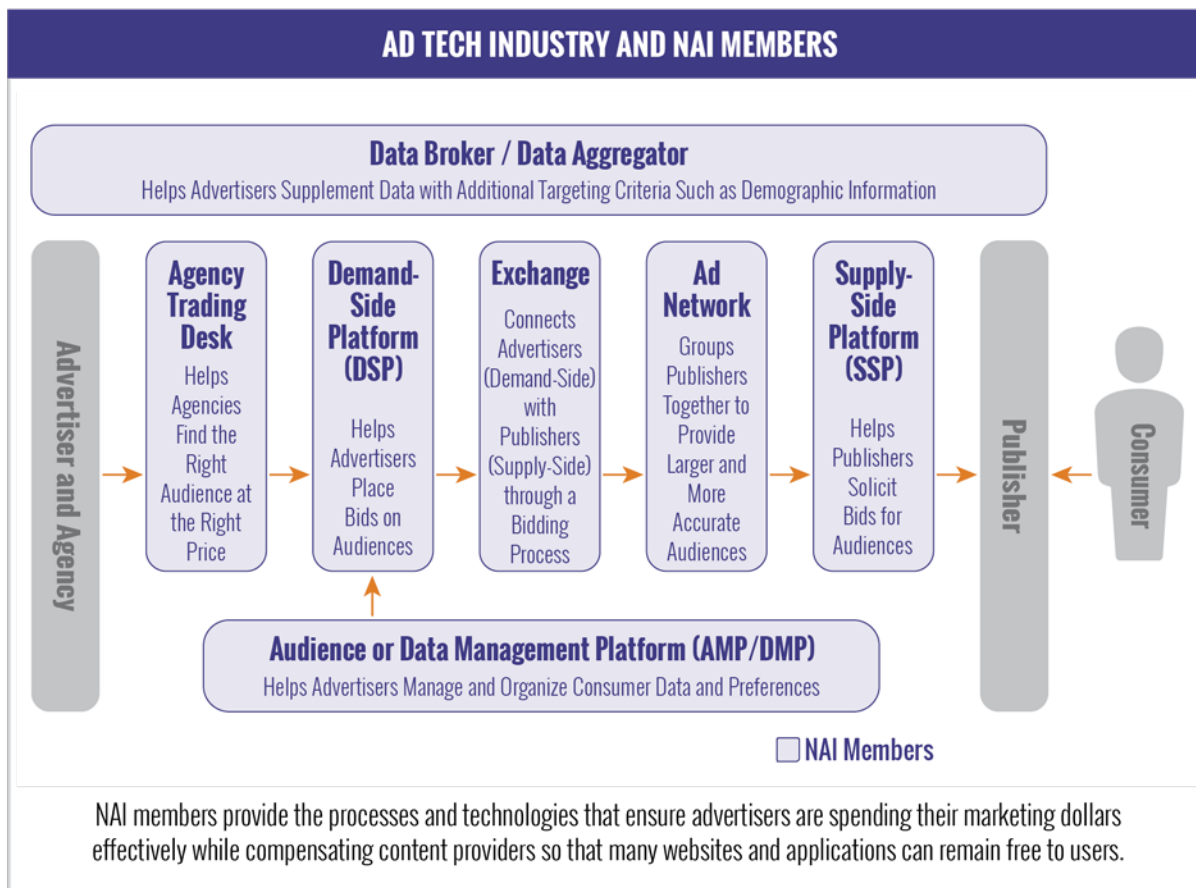 AD TECH INDUSTRY AND NAI MEMBERS
Data Broker / Data Aggregator
Helps Advertisers Supplement Data with Additional Targeting Criteria Such as Demographic Information
Advertiser and Agency
Agency
Trading
Desk
Helps
Agencies
Find the
Right
Audience at
the Right
Price
Demand-
Side
Platform
(DSP)
Helps
Advertisers
Place
Bids on
Audiences
Exchange
Connects
Advertisers
(Demand-Side)
with
Publishers
(Supply-Side)
through a
Bidding
Process
Ad
Network
Groups
Publishers
Together to
Provide
Larger and
More
Accurate
Audiences
Supply-
Side
Platform
(SSP)
Helps
Publishers
Solicit
Bids for
Audiences
Publisher
Consumer
Audience or Data Management Platform (AMP/DMP)
Helps Advertisers Manage and Organize Consumer Data and Preferences
NAI Members
NAI members provide the processes and technologies that ensure advertisers are spending their marketing dollars
effectively while compensating content providers so that many websites and applications can remain free to users.